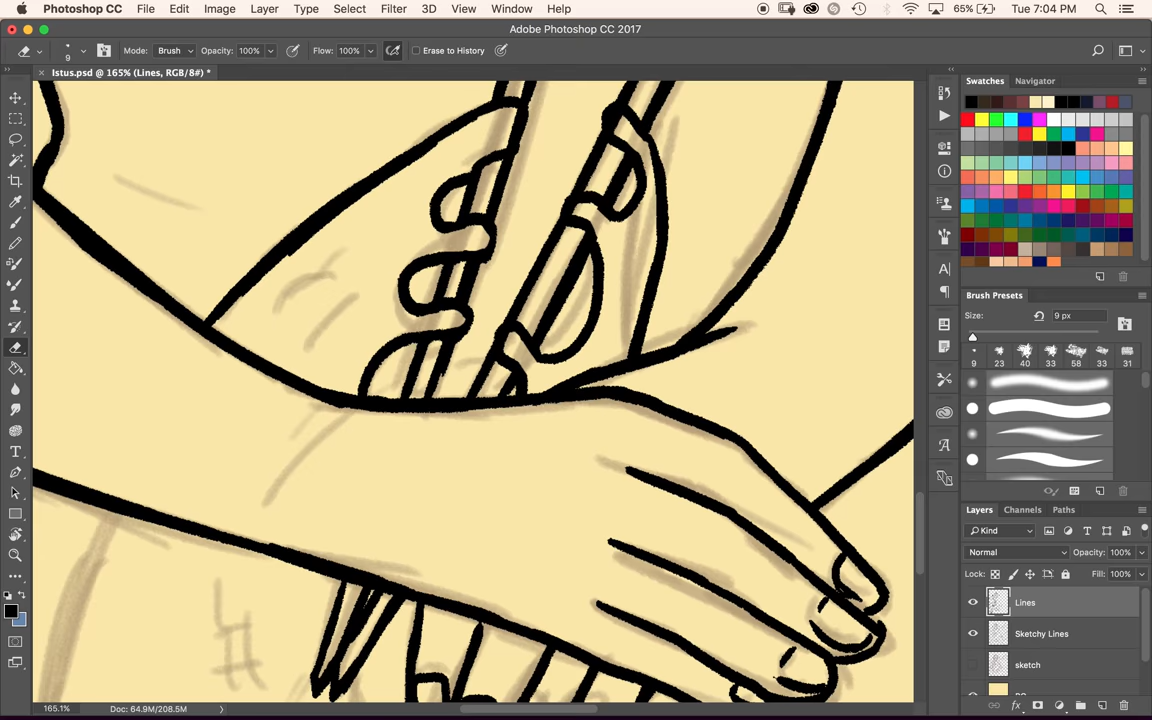 Photoshop CC File Edit Image Layer Type Select Filter 3D View Window Help 65% Tue 7:04 PM
Adobe Photoshop CC 2017
9 Mode: Brush Opacity: 100% Flow: 100% Erase to History
× Istus.psd @ 165% (Lines, RGB/8#) *
Swatches Navigator
Brush Presets
Size: 9 px
9 23 40 33 58 33 31
Layers Channels Paths
Kind
Normal Opacity: 100%
Lock: Fill: 100%
Lines
Sketchy Lines
sketch
165.1% Doc: 64.9M/208.5M